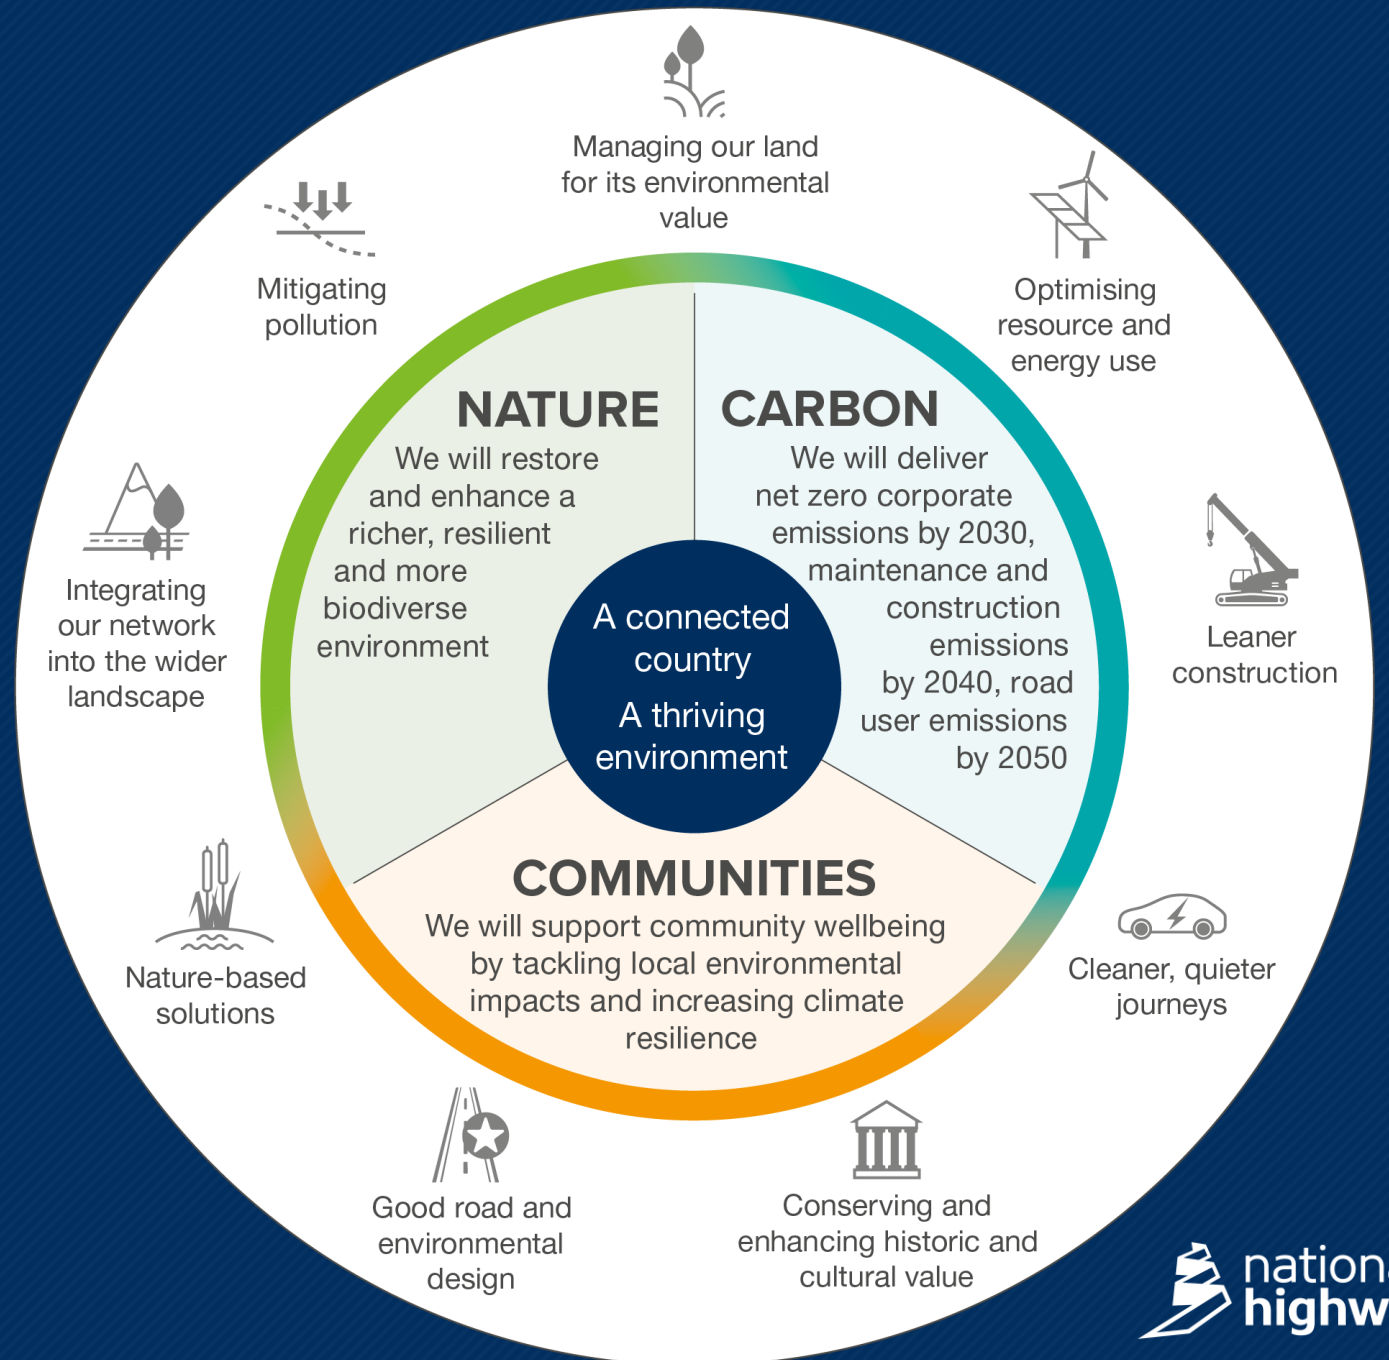 Managing our land
for its environmental
value
Optimising
resource and
energy use
Leaner
construction
Cleaner, quieter
journeys
Conserving and
enhancing historic and
cultural value
Good road and
environmental
design
Nature-based
solutions
Integrating
our network
into the wider
landscape
Mitigating
pollution
NATURE
We will restore
and enhance a
richer, resilient
and more
biodiverse
environment
CARBON
We will deliver
net zero corporate
emissions by 2030,
maintenance and
construction
emissions
by 2040, road
user emissions
by 2050
A connected
country
A thriving
environment
COMMUNITIES
We will support community wellbeing
by tackling local environmental
impacts and increasing climate
resilience
nationa
highw